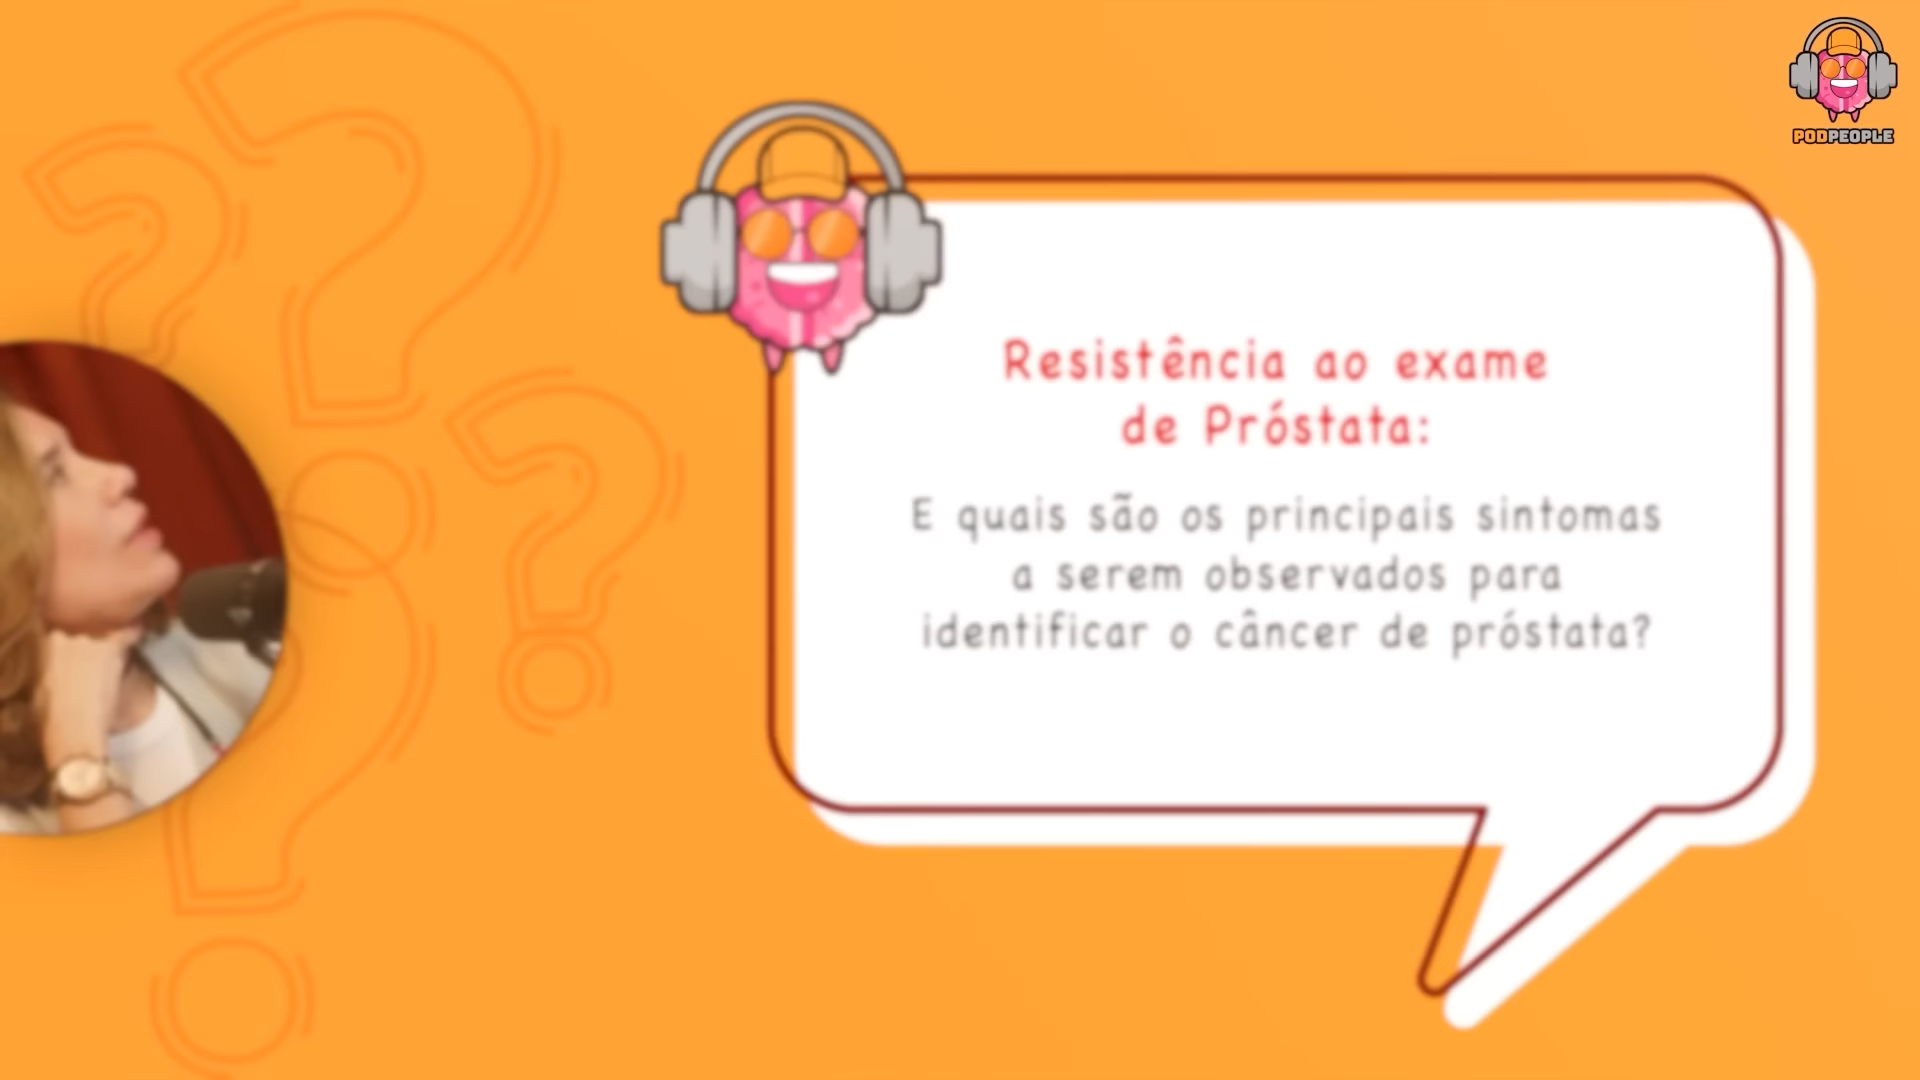 PODPEOPLE
Resistência ao exame
de Próstata:
E quais são os principais sintomas
a serem observados para
identificar o câncer de próstata?